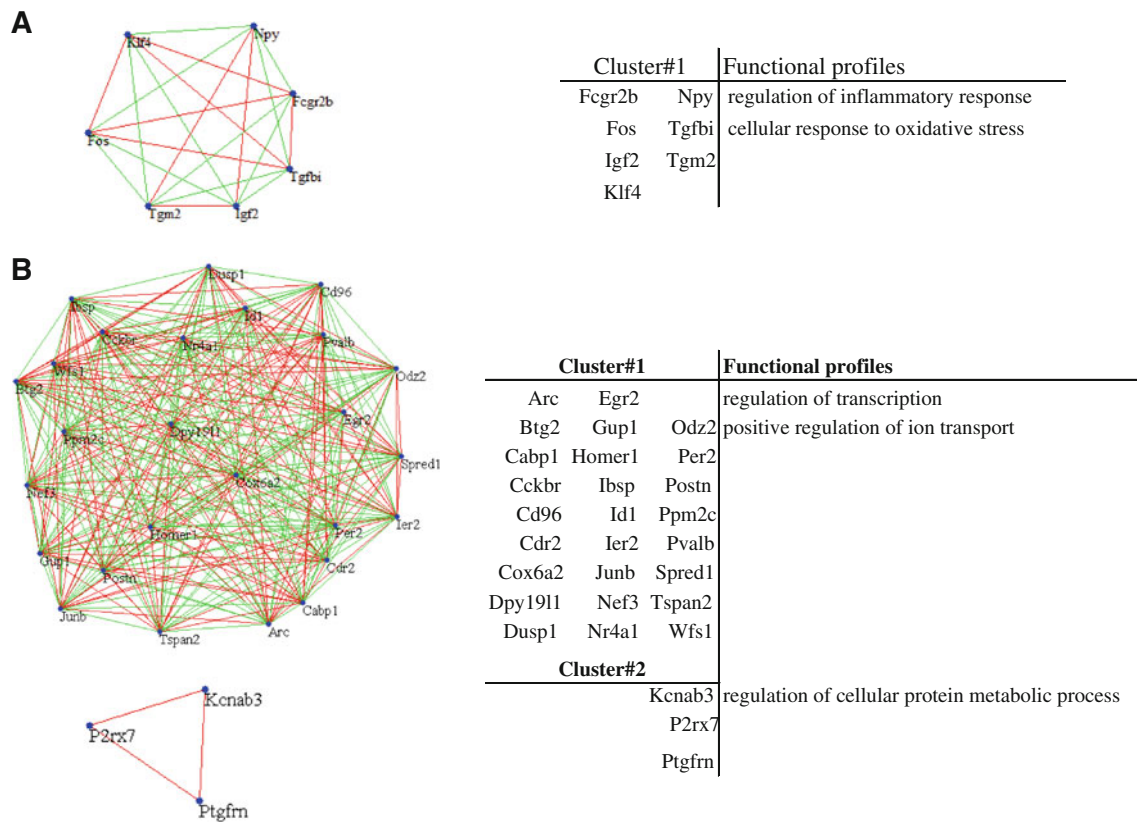 A
Klf4
Npy
Fcgr2b
Fos
Tgfbi
Tgm2
Igf2
Cluster#1 Functional profiles
Fcgr2b Npy regulation of inflammatory response
Fos Tgfbi cellular response to oxidative stress
Igf2 Tgm2
Klf4
B
Dusp1
Cd96
Ibsp
Id1
Cckbr
Nr4a1
Pvalb
Wfs1
Odz2
Btg2
Egr2
Ppm2c
Dpy19l1
Spred1
Cox6a2
Nef3
Ier2
Homer1
Per2
Gup1
Cdr2
Postn
Cabp1
Junb
Arc
Tspan2
Kcnab3
P2rx7
Ptgfrn
Cluster#1 Functional profiles
Arc Egr2 regulation of transcription
Btg2 Gup1 Odz2 positive regulation of ion transport
Cabp1 Homer1 Per2
Cckbr Ibsp Postn
Cd96 Id1 Ppm2c
Cdr2 Ier2 Pvalb
Cox6a2 Junb Spred1
Dpy19l1 Nef3 Tspan2
Dusp1 Nr4a1 Wfs1
Cluster#2
Kcnab3 regulation of cellular protein metabolic process
P2rx7
Ptgfrn